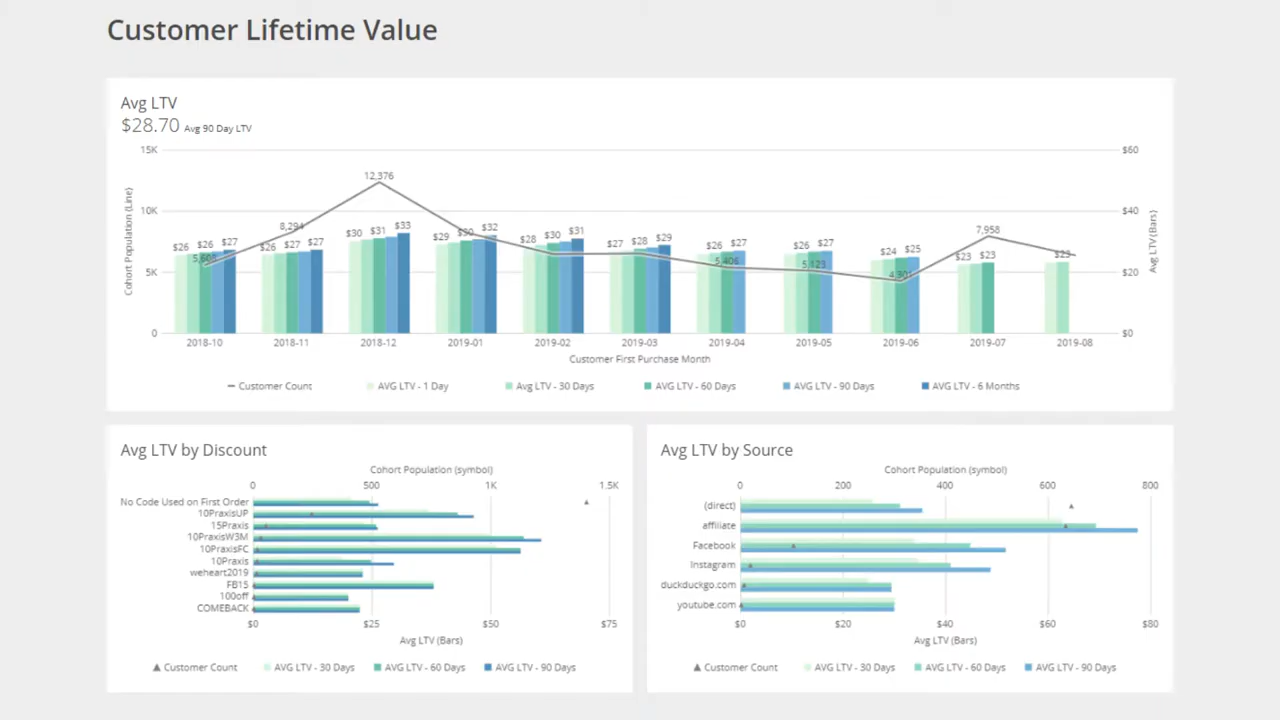 Customer Lifetime Value
Avg LTV
$28.70 Avg 90 Day LTV
15K $60
12,376
10K $40
8,294 7,958
$30 $31 $33 $29 $30 $32 $28 $30 $31
$26 $26 $27 $26 $27 $27 $27 $28 $29 $26 $27 $26 $27 $24 $25 $23 $23 $23
5,406 5,123
5K $20
0 $0
Cohort Population (Line)
Avg LTV (Bars)
2018-10 2018-11 2018-12 2019-01 2019-02 2019-03 2019-04 2019-05 2019-06 2019-07 2019-08
Customer First Purchase Month
Customer Count AVG LTV - 1 Day Avg LTV - 30 Days AVG LTV - 60 Days AVG LTV - 90 Days AVG LTV - 6 Months
Avg LTV by Discount
Cohort Population (symbol)
0 500 1K 1.5K
No Code Used on First Order
10PraxisUP
15Praxis
10PraxisW3M
10PraxisFC
10Praxis
weheart2019
FB15
100off
COMEBACK
$0 $25 $50 $75
Avg LTV (Bars)
Customer Count AVG LTV - 30 Days AVG LTV - 60 Days AVG LTV - 90 Days
Avg LTV by Source
Cohort Population (symbol)
0 200 400 600 800
(direct)
affiliate
Facebook
Instagram
duckduckgo.com
youtube.com
$0 $20 $40 $60 $80
Avg LTV (Bars)
Customer Count AVG LTV - 30 Days AVG LTV - 60 Days AVG LTV - 90 Days